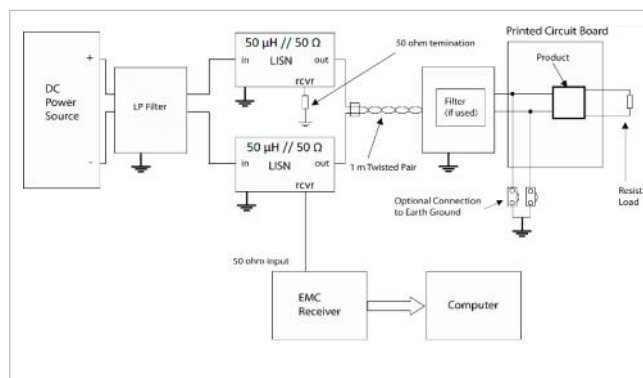 DC
Power
Source
+
-
LP Filter
50 μH // 50 Ω
in
LISN
out
rcvr
50 ohm temination
50 μH // 50 Ω
in
LISN
out
rcvr
1 m Twisted Pair
Filter
(if used)
Printed Circuit Board
Product
Resist
Load
Optional Connection
to Earth Ground
50 ohm input
EMC
Receiver
Computer